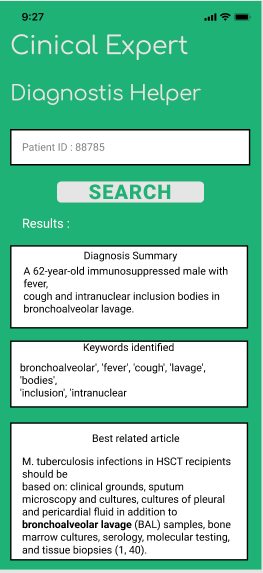 9:27
Cinical Expert
Diagnostis Helper
Patient ID : 88785
SEARCH
Results :
Diagnosis Summary
A 62-year-old immunosuppressed male with
fever,
cough and intranuclear inclusion bodies in
bronchoalveolar lavage.
Keywords identified
bronchoalveolar', 'fever', 'cough', 'lavage',
'bodies',
'inclusion', 'intranuclear
Best related article
M. tuberculosis infections in HSCT recipients
should be
based on: clinical grounds, sputum
microscopy and cultures, cultures of pleural
and pericardial fluid in addition to
bronchoalveolar lavage (BAL) samples, bone
marrow cultures, serology, molecular testing,
and tissue biopsies (1, 40).